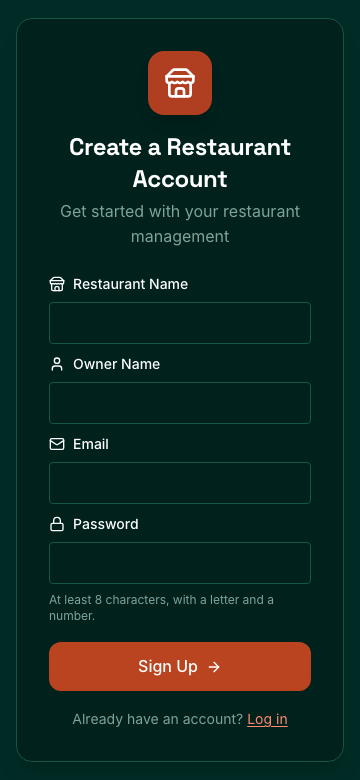 Create a Restaurant
Account
Get started with your restaurant
management
Restaurant Name
Owner Name
Email
Password
At least 8 characters, with a letter and a
number.
Sign Up →
Already have an account? Log in